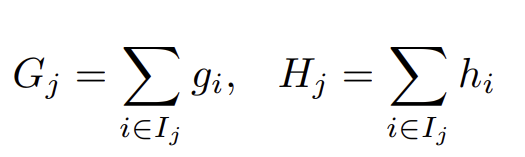 G_j = \sum_{i \in I_j} g_i, \quad H_j = \sum_{i \in I_j} h_i